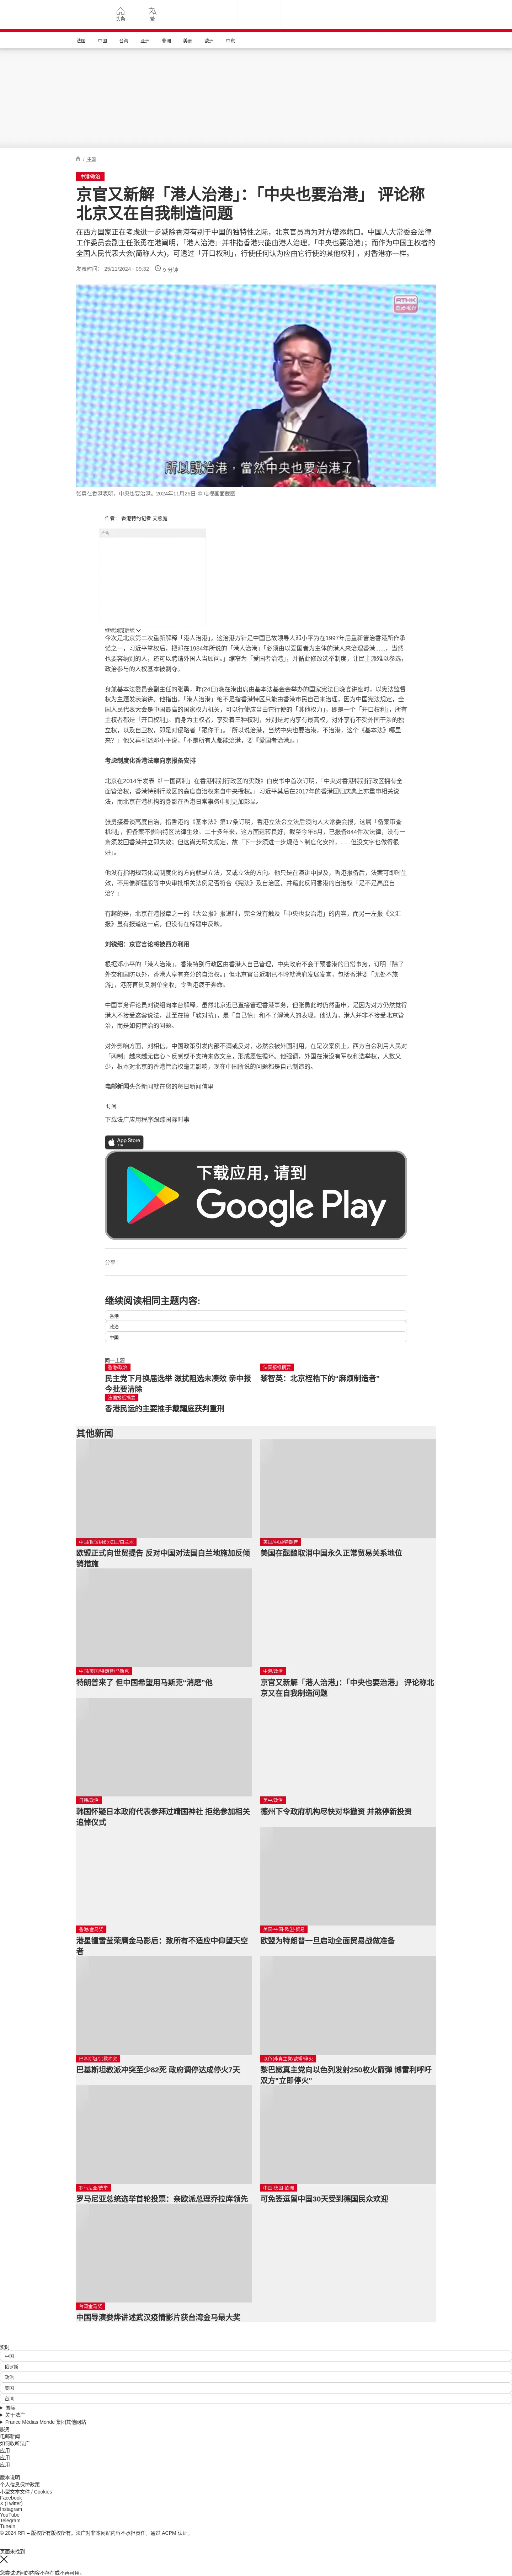 头条
繁
法国
中国
台海
亚洲
非洲
美洲
欧洲
中东
/ 中国
中港/政治
京官又新解「港人治港」：「中央也要治港」 评论称
北京又在自我制造问题
在西方国家正在考虑进一步减除香港有别于中国的独特性之际，北京官员再为对方增添藉口。中国人大常委会法律
工作委员会副主任张勇在港阐明，「港人治港」并非指香港只能由港人治理，「中央也要治港」；而作为中国主权者的
全国人民代表大会(简称人大)，可透过「开口权利」，行使任何认为应由它行使的其他权利 ，对香港亦一样。
发表时间： 25/11/2024 - 09:32
9 分钟
RTHK
香港电台
所以說治港，當然中央也要治港了
张勇在香港表明，中央也要治港。2024年11月25日 © 电视画面截图
作者： 香港特约记者 麦燕庭
广告
继续浏览后续
今次是北京第二次重新解释「港人治港」，这治港方针是中国已故领导人邓小平为在1997年后重新管治香港所作承
诺之一，习近平掌权后，把邓在1984年所说的「港人治港」「必须由以爱国者为主体的港人来治理香港……，当然
也要容纳别的人，还可以聘请外国人当顾问。」缩窄为「爱国者治港」，并循此修改选举制度，让民主派难以参选，
政治参与的人权基本被剥夺。
身兼基本法委员会副主任的张勇，昨(24日)晚在港出席由基本法基金会举办的国家宪法日晚宴讲座时，以宪法监督
权为主题发表演讲。他指出，「港人治港」绝不是指香港特区只能由香港市民自己来治理，因为中国宪法规定，全
国人民代表大会是中国最高的国家权力机关，可以行使应当由它行使的「其他权力」，即是一个「开口权利」，所有
主权者都是「开口权利」。而身为主权者，享受着三种权利，分别是对内享有最高权，对外享有不受外国干涉的独
立权，以及自卫权，即是对侵略者「跟你干」。「所以说治港，当然中央也要治港，不治港，这个《基本法》哪里
来？」他又再引述邓小平说，「不是所有人都能治港，要『爱国者治港』。」
考虑制度化香港法案向京报备安排
北京在2014年发表《「一国两制」在香港特别行政区的实践》白皮书中首次订明，「中央对香港特别行政区拥有全
面管治权，香港特别行政区的高度自治权来自中央授权。」习近平其后在2017年的香港回归庆典上亦重申相关说
法，而北京在港机构的身影在香港日常事务中则更加彰显。
张勇接着谈高度自治，指香港的《基本法》第17条订明，香港立法会立法后须向人大常委会报，这属「备案审查
机制」，但备案不影响特区法律生效。二十多年来，这方面运转良好，截至今年8月，已报备844件次法律，没有一
条须发回香港并立即失效；但这尚无明文规定，故「下一步须进一步规范丶制度化安排，……但没文字也做得很
好」。
他没有指明规范化或制度化的方向就是立法，又或立法的方向。他只是在演讲中提及，香港报备后，法案可即时生
效，不用像新疆般等中央审批相关法例是否符合《宪法》及自治区，并藉此反问香港的自治权「是不是高度自
治？」
有趣的是，北京在港报章之一的《大公报》报道时，完全没有触及「中央也要治港」的内容，而另一左报《文汇
报》虽有报道这一点，但没有在标题中反映。
刘锐绍：京官言论将被西方利用
根据邓小平的「港人治港」，香港特别行政区由香港人自己管理，中央政府不会干预香港的日常事务，订明「除了
外交和国防以外，香港人享有充分的自治权。」但北京官员近期已不吟就港府发展发言，包括香港要「无处不旅
游」，港府官员又照单全收，令香港疲于奔命。
中国事务评论员刘锐绍向本台解释，虽然北京近已直接管理香港事务，但张勇此时仍然重申，是因为对方仍然觉得
港人不接受这套说法，甚至在搞「软对抗」，是「自己惊」和不了解港人的表现。他认为，港人并非不接受北京管
治，而是如何管治的问题。
对外影响方面，刘相信，中国政策引发内部不满或反对，必然会被外国利用，在是次案例上，西方自会利用人民对
「两制」越来越无信心丶反感或不支持来做文章，形成恶性循环。他强调，外国在港没有军权和选举权，人数又
少，根本对北京的香港管治权毫无影响，现在中国所说的问题都是自己制造的。
电邮新闻头条新闻就在您的每日新闻信里
订阅
下载法广应用程序跟踪国际时事
App Store
下载
下载应用，请到
Google Play
分享 :
继续阅读相同主题内容:
香港
政治
中国
同一主题
香港/政治
民主党下月换届选举 滋扰阻选未凑效 亲中报
今批要清除
法国报纸摘要
黎智英：北京桎梏下的“麻烦制造者”
法国报纸摘要
香港民运的主要推手戴耀庭获判重刑
其他新闻
中国/世贸组织/法国/白兰地
欧盟正式向世贸提告 反对中国对法国白兰地施加反倾
销措施
美国/中国/特朗普
美国在酝酿取消中国永久正常贸易关系地位
中国/美国/特朗普/马斯克
特朗普来了 但中国希望用马斯克“消磨”他
中港/政治
京官又新解「港人治港」：「中央也要治港」 评论称北
京又在自我制造问题
日韩/政治
韩国怀疑日本政府代表参拜过靖国神社 拒绝参加相关
追悼仪式
美中/政治
德州下令政府机构尽快对华撤资 并煞停新投资
香港/金马奖
港星锺雪莹荣膺金马影后：致所有不适应中仰望天空
者
美国-中国-欧盟-贸易
欧盟为特朗普一旦启动全面贸易战做准备
巴基斯坦/宗教冲突
巴基斯坦教派冲突至少82死 政府调停达成停火7天
以色列/真主党/欧盟/停火
黎巴嫩真主党向以色列发射250枚火箭弹 博雷利呼吁
双方"立即停火"
罗马尼亚/选举
罗马尼亚总统选举首轮投票：亲欧派总理乔拉库领先
中国-德国-欧洲
可免签逗留中国30天受到德国民众欢迎
台湾金马奖
中国导演娄烨讲述武汉疫情影片获台湾金马最大奖
实时
中国
俄罗斯
政治
美国
台湾
国际
关于法广
France Médias Monde 集团其他网站
服务
电邮新闻
如何收听法广
应用
应用
应用
版本说明
个人信息保护政策
小型文本文件 / Cookies
Facebook
X (Twitter)
Instagram
YouTube
Telegram
TuneIn
© 2024 RFI – 版权所有版权所有。法广对非本网站内容不承担责任。通过 ACPM 认证。
页面未找到
您尝试访问的内容不存在或不再可用。